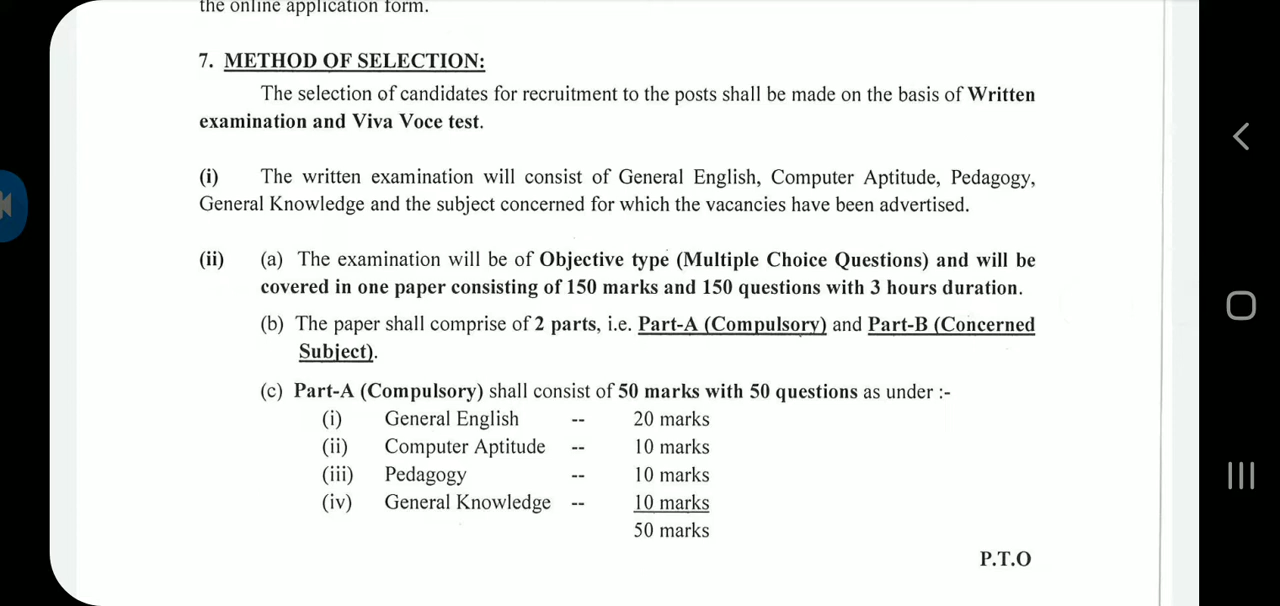 the online application form.
7. METHOD OF SELECTION:
The selection of candidates for recruitment to the posts shall be made on the basis of Written
examination and Viva Voce test.
(i) The written examination will consist of General English, Computer Aptitude, Pedagogy,
General Knowledge and the subject concerned for which the vacancies have been advertised.
(ii) (a) The examination will be of Objective type (Multiple Choice Questions) and will be
covered in one paper consisting of 150 marks and 150 questions with 3 hours duration.
(b) The paper shall comprise of 2 parts, i.e. Part-A (Compulsory) and Part-B (Concerned
Subject).
(c) Part-A (Compulsory) shall consist of 50 marks with 50 questions as under :-
(i) General English -- 20 marks
(ii) Computer Aptitude -- 10 marks
(iii) Pedagogy -- 10 marks
(iv) General Knowledge -- 10 marks
50 marks
P.T.O